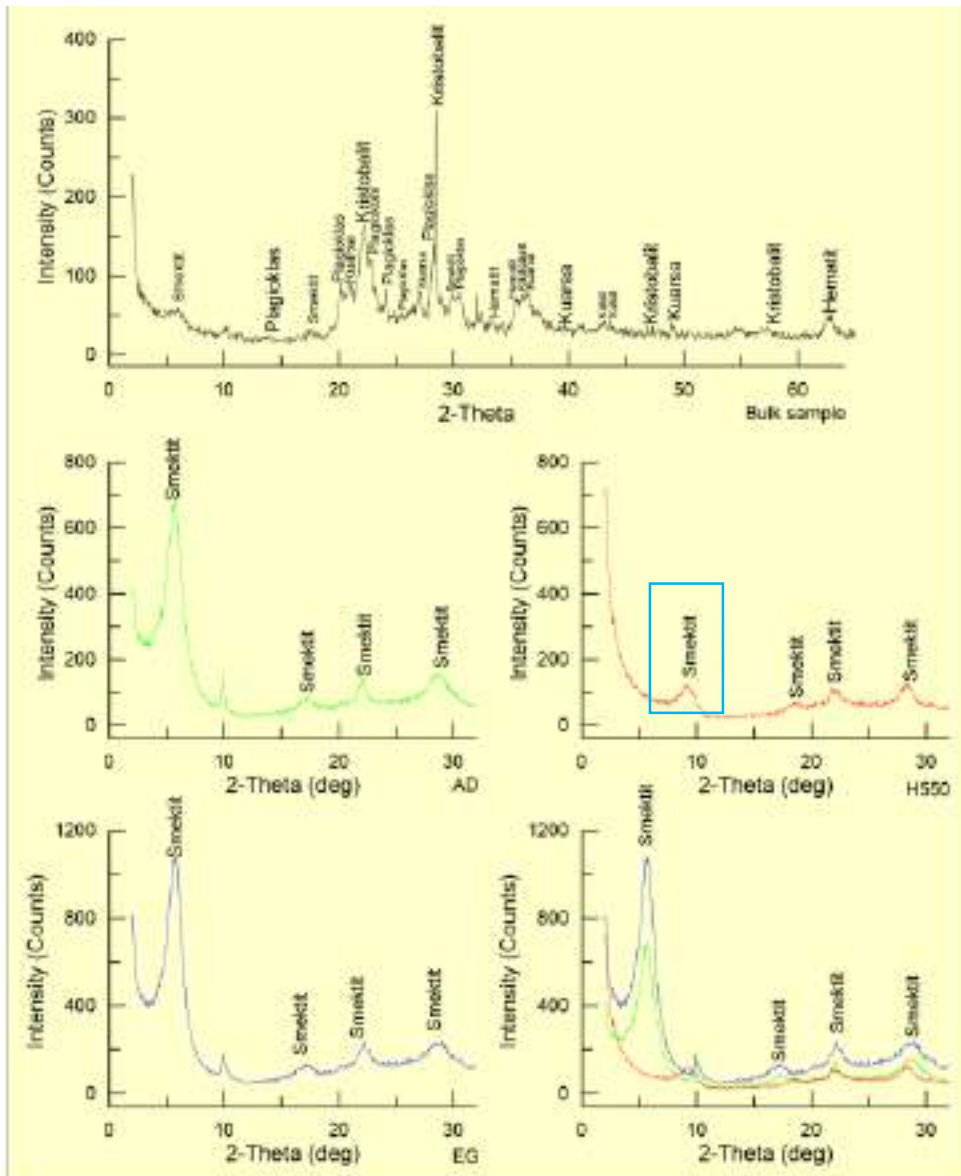 400
300
200
100
0
Intensity (Counts)
Smektit
Plagioklas
Smektit
Plagioklas
Kristobalit
Plagioklas
Plagioklas
Plagioklas
Kristobalit
Hematit
Kuarsa
Kristobalit
Kuarsa
Kristobalit
Hematit
0 10 20 30 40 50 60
2-Theta
Bulk sample
800
600
400
200
0
Intensity (Counts)
Smektit
Smektit
Smektit
Smektit
0 10 20 30
2-Theta (deg)
AD
800
600
400
200
0
Intensity (Counts)
Smektit
Smektit
Smektit
Smektit
0 10 20 30
2-Theta (deg)
H550
1200
800
400
0
Intensity (Counts)
Smektit
Smektit
Smektit
Smektit
0 10 20 30
2-Theta (deg)
EG
1200
800
400
0
Intensity (Counts)
Smektit
Smektit
Smektit
Smektit
0 10 20 30
2-Theta (deg)